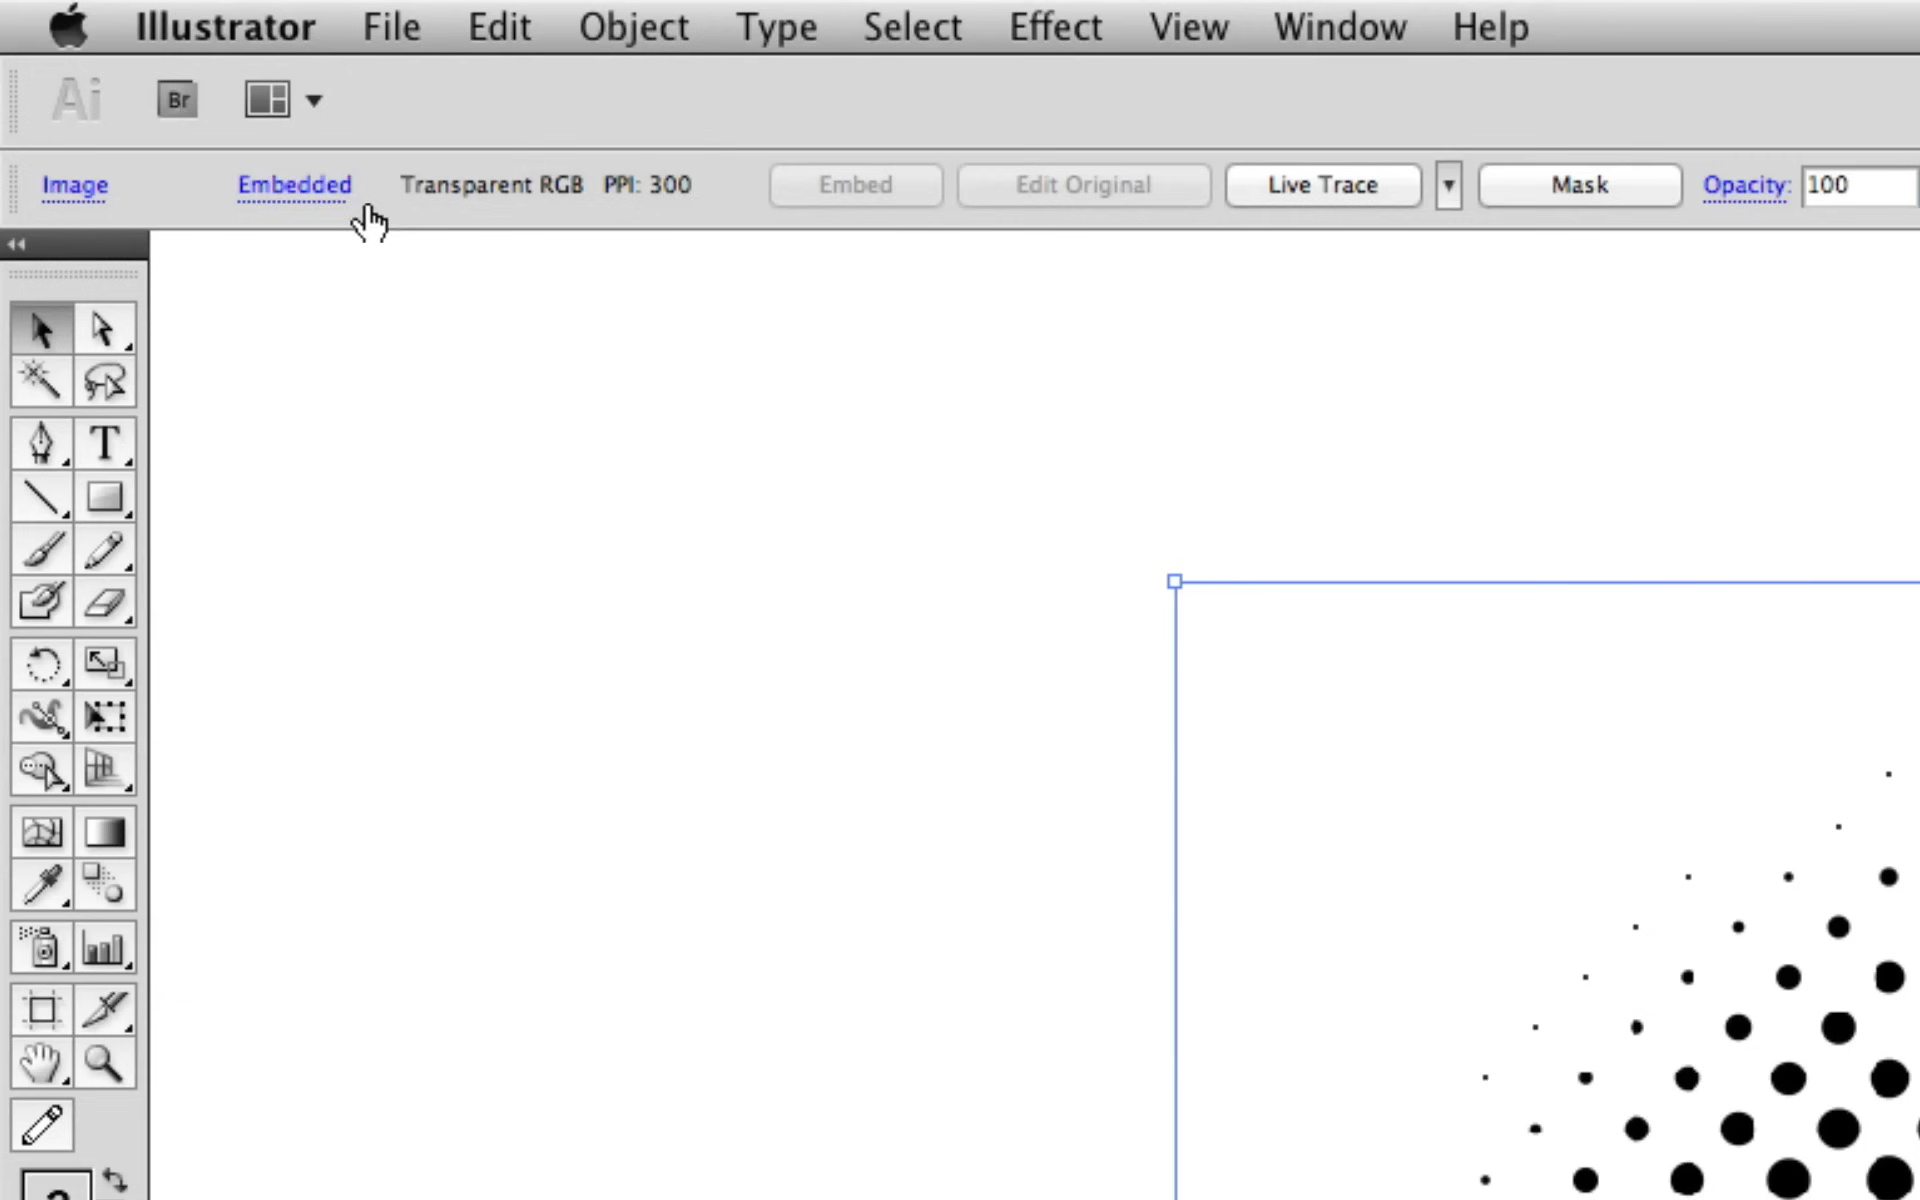 Illustrator File Edit Object Type Select Effect View Window Help
Ai Br
Image Embedded Transparent RGB PPI: 300 Embed Edit Original Live Trace Mask Opacity: 100
T